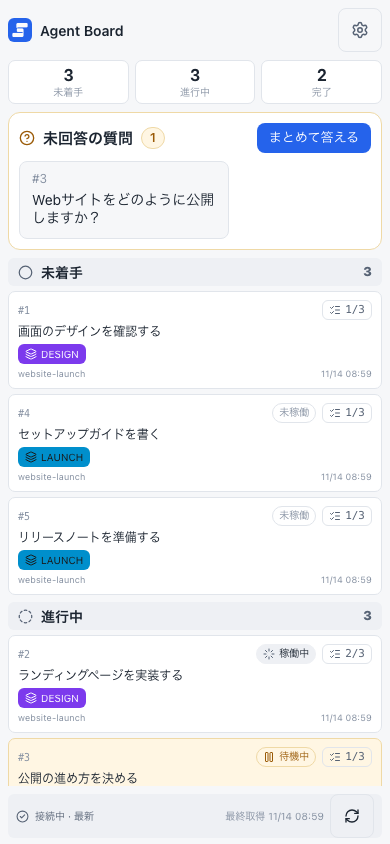 Agent Board
3
未着手
3
進行中
2
完了
未回答の質問 1
まとめて答える
#3
Webサイトをどのように公開
しますか？
未着手 3
#1 1/3
画面のデザインを確認する
DESIGN
website-launch 11/14 08:59
#4 未稼働 1/3
セットアップガイドを書く
LAUNCH
website-launch 11/14 08:59
#5 未稼働 1/3
リリースノートを準備する
LAUNCH
website-launch 11/14 08:59
進行中 3
#2 稼働中 2/3
ランディングページを実装する
DESIGN
website-launch 11/14 08:59
#3 待機中 1/3
公開の進め方を決める
接続中・最新 最終取得 11/14 08:59